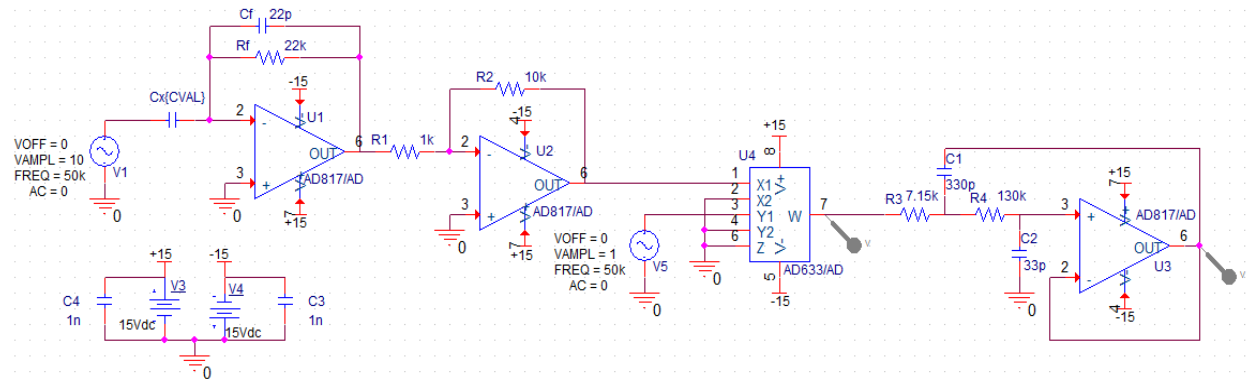 Cf 22p
Rf 22k
-15
Cx{CVAL}
2
-
U1
V-
OUT
6
3
+
AD817/AD
V+
7
+15
0
VOFF = 0
VAMPL = 10
FREQ = 50k
AC = 0
V1
0
R1 1k
R2 10k
-15
4
V-
2
-
U2
OUT
6
3
+
AD817/AD
V+
7
+15
0
VOFF = 0
VAMPL = 1
FREQ = 50k
AC = 0
V5
0
+15
8
U4
1 X1 V+
2 X2
3 Y1 W 7
4 Y2
6 Z V-
AD633/AD
5
-15
0
V
R3
7.15k
C1
330p
R4 130k
C2
33p
0
+15
7
V+
3
+
AD817/AD
OUT
6
2
-
U3
V-
4
-15
V
+15
-15
C4
1n
V3
15Vdc
V4
15Vdc
C3
1n
0